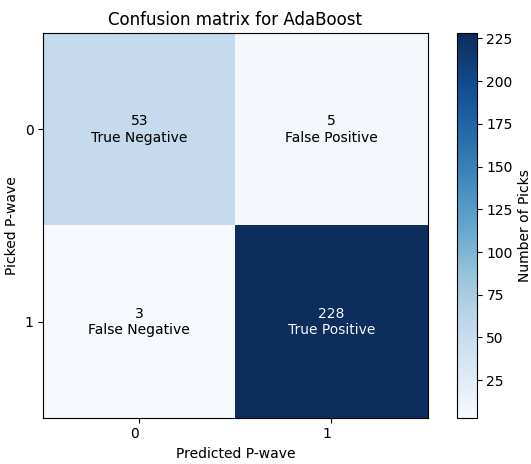 Confusion matrix for AdaBoost
53
True Negative
5
False Positive
3
False Negative
228
True Positive
0
1
Picked P-wave
0
1
Predicted P-wave
225
200
175
150
125
100
75
50
25
Number of Picks